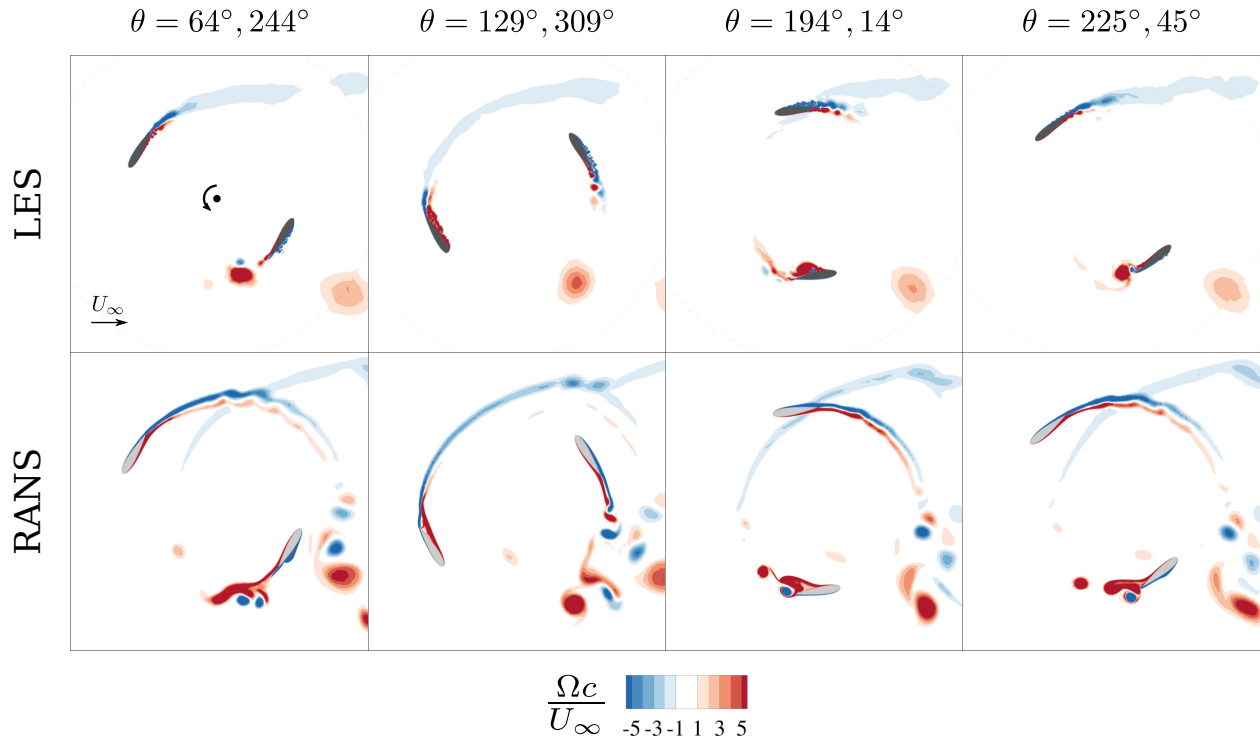 θ = 64°, 244°
θ = 129°, 309°
θ = 194°, 14°
θ = 225°, 45°
LES
U∞
RANS
Ωc
U∞
-5 -3 -1 1 3 5